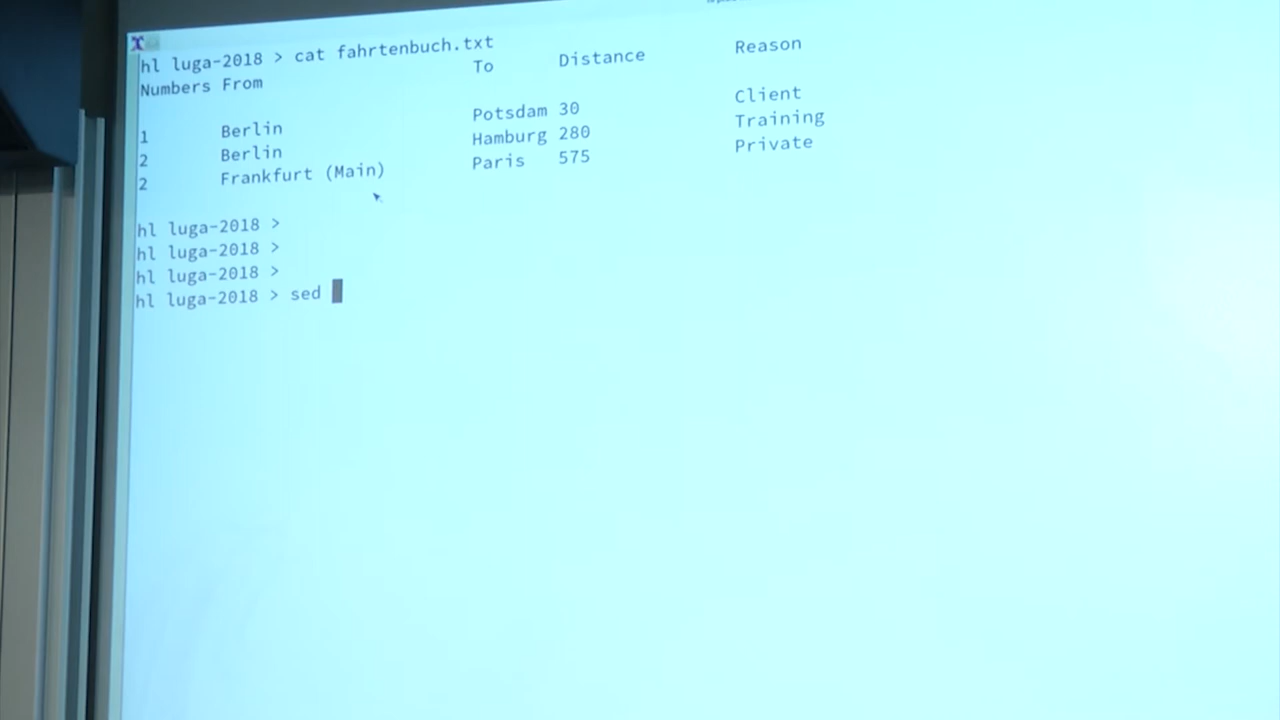 hl luga-2018 > cat fahrtenbuch.txt
Numbers From To Distance Reason
1 Berlin Potsdam 30 Client
2 Berlin Hamburg 280 Training
2 Frankfurt (Main) Paris 575 Private
hl luga-2018 >
hl luga-2018 >
hl luga-2018 >
hl luga-2018 > sed